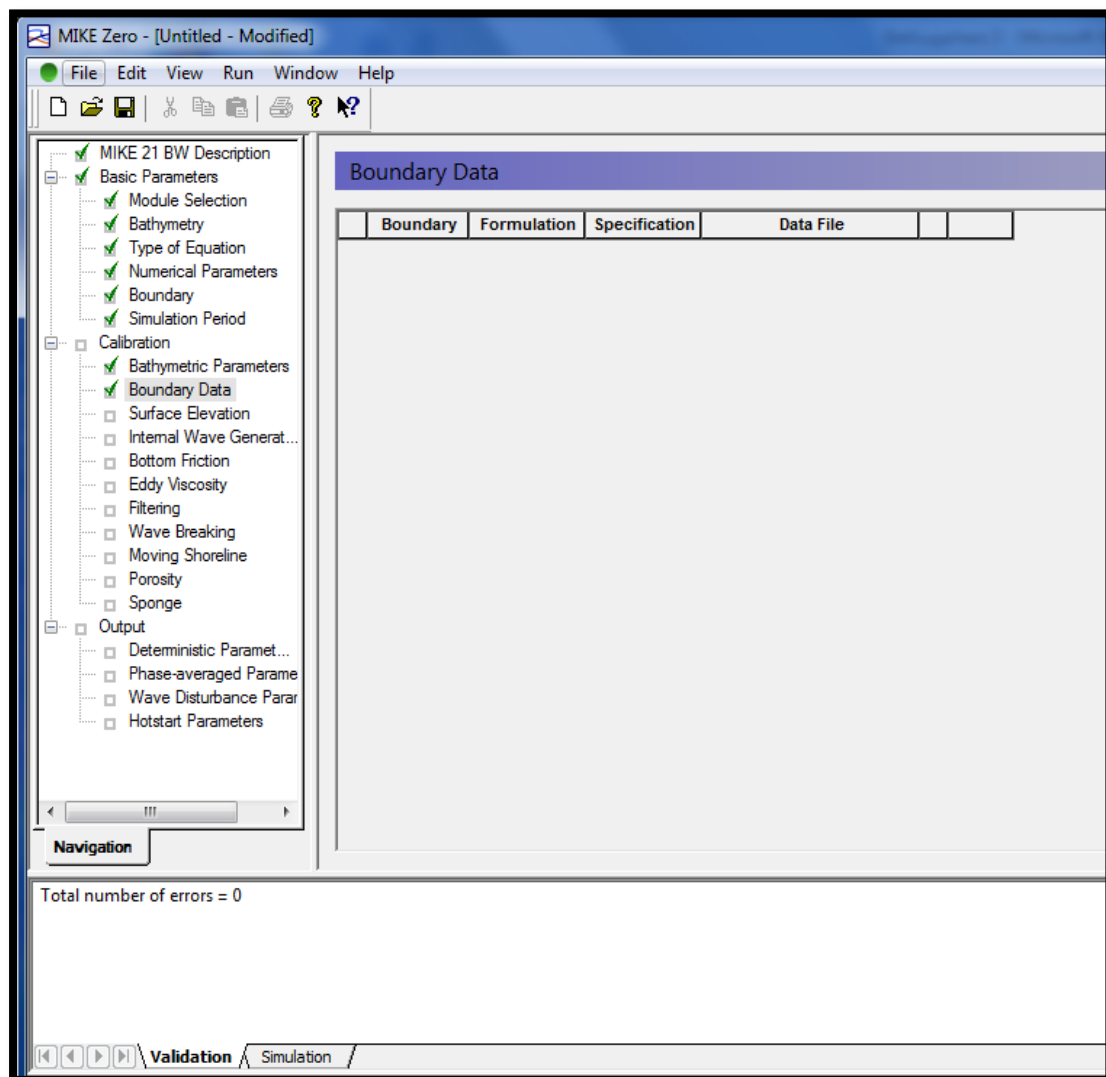 MIKE Zero - [Untitled - Modified]
File Edit View Run Window Help
MIKE 21 BW Description
Basic Parameters
Module Selection
Bathymetry
Type of Equation
Numerical Parameters
Boundary
Simulation Period
Calibration
Bathymetric Parameters
Boundary Data
Surface Elevation
Internal Wave Generat...
Bottom Friction
Eddy Viscosity
Filtering
Wave Breaking
Moving Shoreline
Porosity
Sponge
Output
Deterministic Paramet...
Phase-averaged Parame
Wave Disturbance Parar
Hotstart Parameters
Navigation
Boundary Data
Boundary Formulation Specification Data File
Total number of errors = 0
Validation Simulation